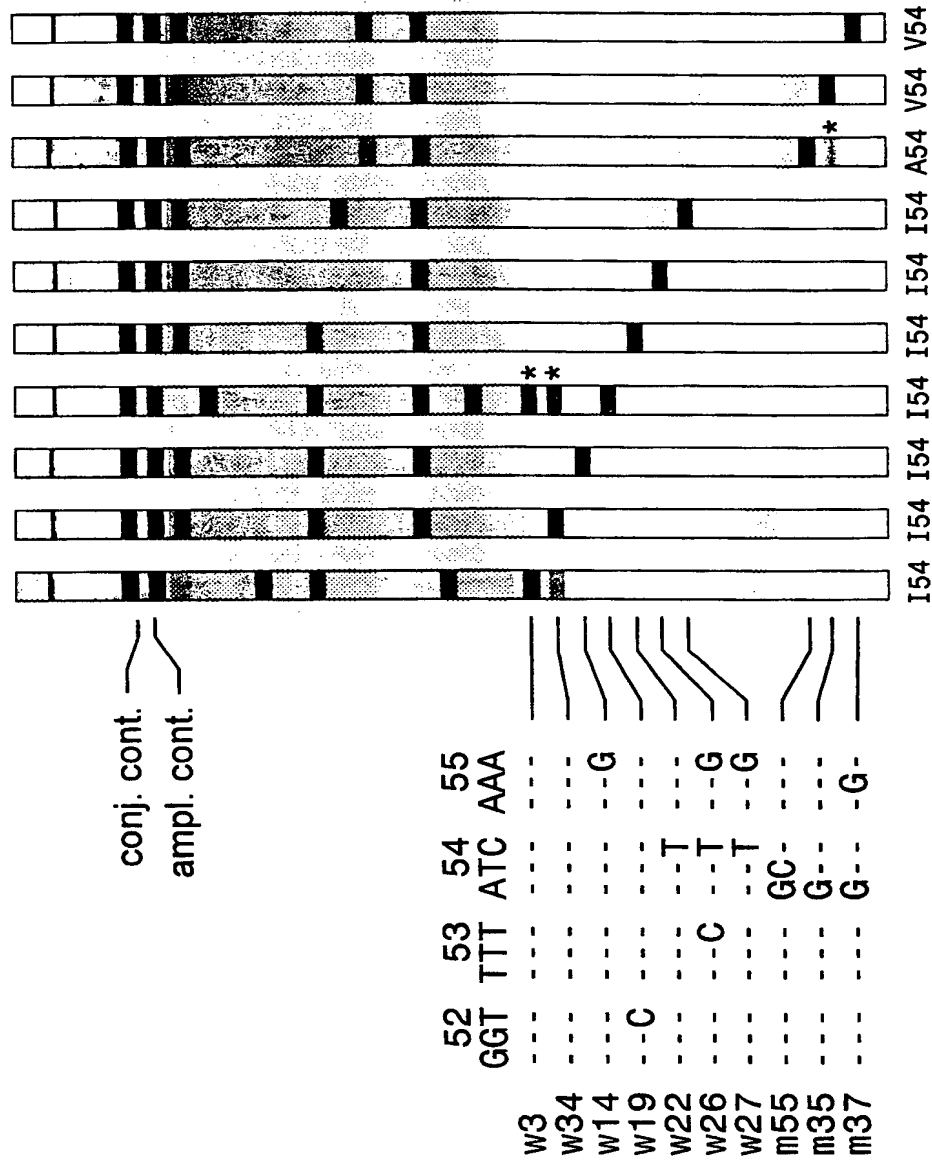 conj. cont.
ampl. cont.
52 53 54 55
GGT TTT ATC AAA
w3 --- --- --- ---
w34 --- --- --- ---
w14 --- --- --- --G
w19 --C --- --- ---
w22 --- --- --T ---
w26 --- --C --T --G
w27 --- --- --T --G
m55 --- --- GC- ---
m35 --- --- G-- ---
m37 --- --- G-- -G-
*
*
*
I54 I54 I54 I54 I54 I54 I54 A54 V54 V54